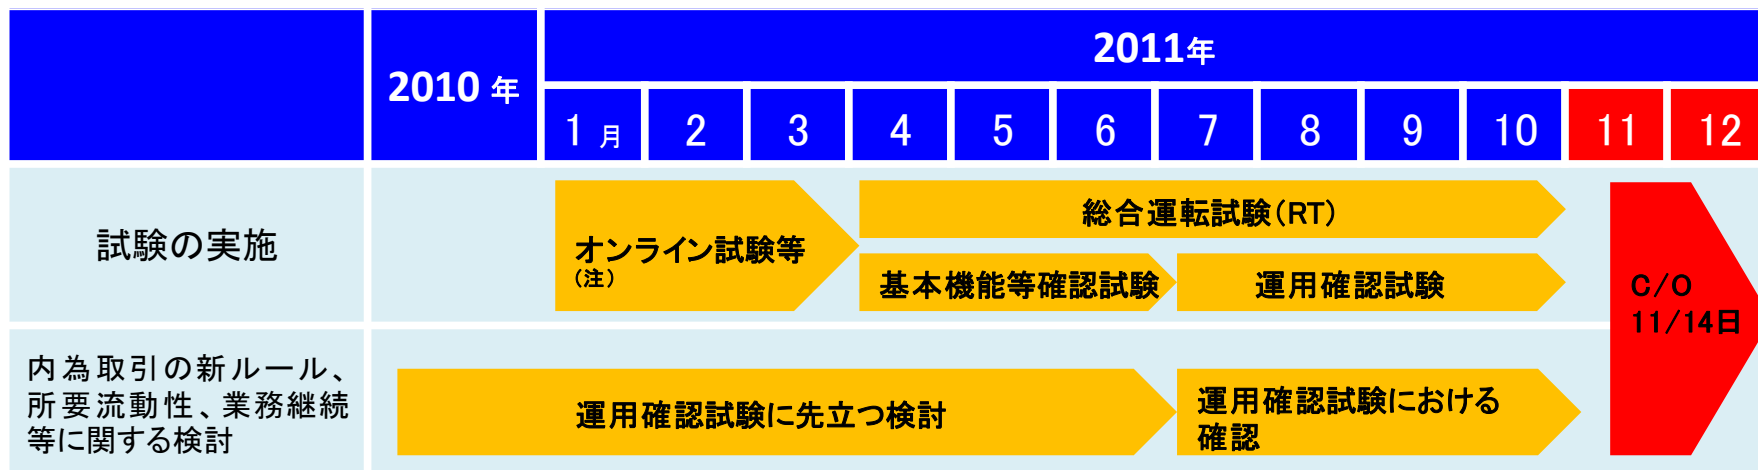 2010 年
2011年
1 月 2 3 4 5 6 7 8 9 10 11 12
試験の実施
オンライン試験等
(注)
総合運転試験(RT)
基本機能等確認試験
運用確認試験
C/O
11/14日
内為取引の新ルール、
所要流動性、業務継続
等に関する検討
運用確認試験に先立つ検討
運用確認試験における
確認